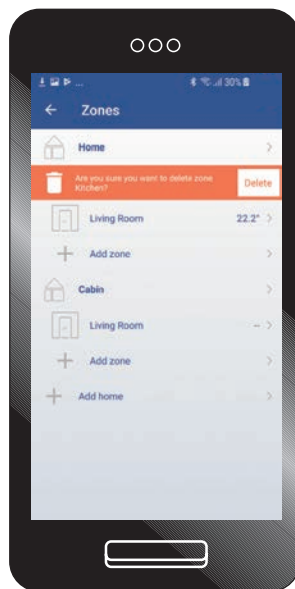 30%
Zones
Home
Are you sure you want to delete zone
Kitchen?
Delete
Living Room 22.2°
Add zone
Cabin
Living Room --
Add zone
Add home